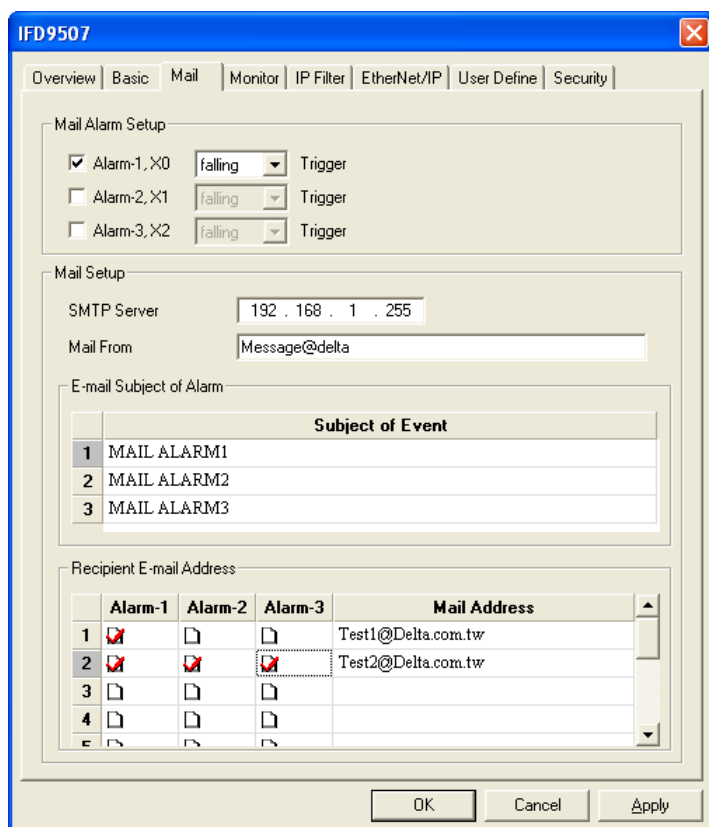 IFD9507
Overview Basic Mail Monitor IP Filter EtherNet/IP User Define Security
Mail Alarm Setup
Alarm-1, X0 falling Trigger
Alarm-2, X1 falling Trigger
Alarm-3, X2 falling Trigger
Mail Setup
SMTP Server 192 . 168 . 1 . 255
Mail From Message@delta
E-mail Subject of Alarm
Subject of Event
1 MAIL ALARM1
2 MAIL ALARM2
3 MAIL ALARM3
Recipient E-mail Address
Alarm-1 Alarm-2 Alarm-3 Mail Address
1 Test1@Delta.com.tw
2 Test2@Delta.com.tw
3
4
5
OK Cancel Apply